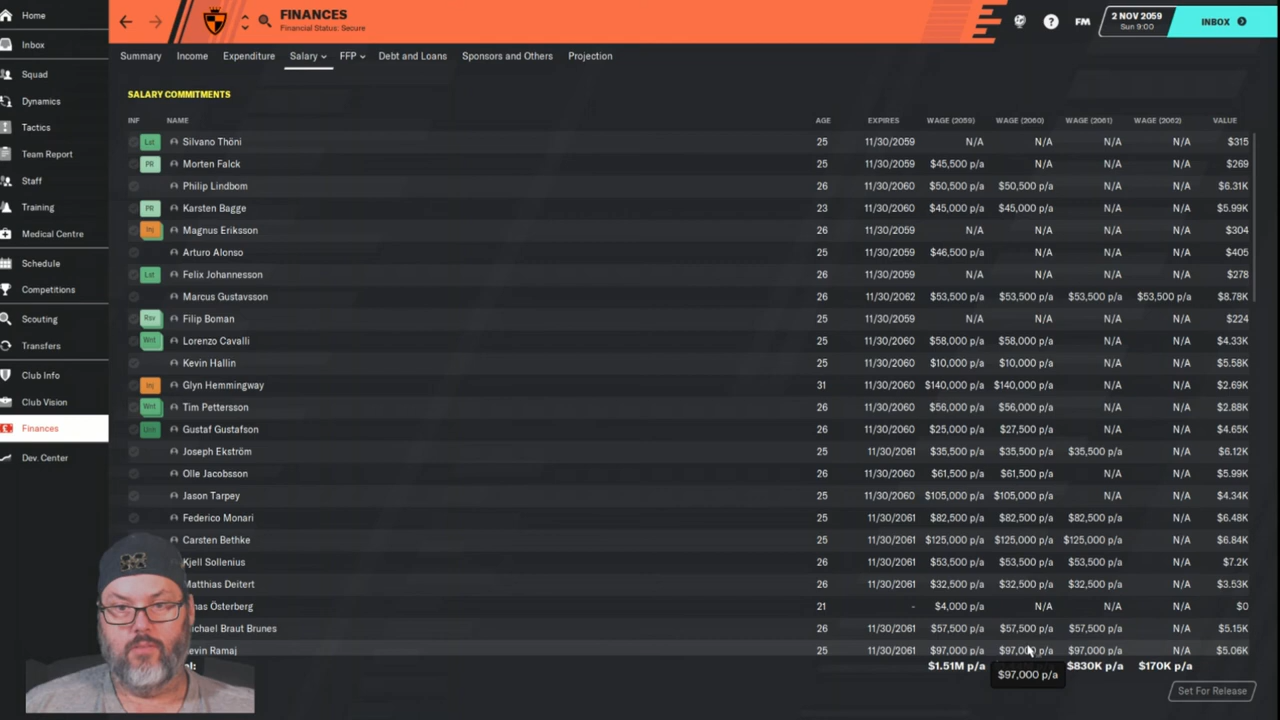 Home
FINANCES
Financial Status: Secure
FM
2 NOV 2059
Sun 9:00
INBOX
Inbox
Summary Income Expenditure Salary FFP Debt and Loans Sponsors and Others Projection
Squad
Dynamics
Tactics
Team Report
Staff
Training
Medical Centre
Schedule
Competitions
Scouting
Transfers
Club Info
Club Vision
Finances
Dev. Center
SALARY COMMITMENTS
INF NAME AGE EXPIRES WAGE (2059) WAGE (2060) WAGE (2061) WAGE (2062) VALUE
Lst Silvano Thöni 25 11/30/2059 N/A N/A N/A N/A $315
PR Morten Falck 25 11/30/2059 $45,500 p/a N/A N/A N/A $269
Philip Lindbom 26 11/30/2060 $50,500 p/a $50,500 p/a N/A N/A $6.31K
PR Karsten Bagge 23 11/30/2060 $45,000 p/a $45,000 p/a N/A N/A $5.99K
Inj Magnus Eriksson 26 11/30/2059 N/A N/A N/A N/A $304
Arturo Alonso 25 11/30/2059 $46,500 p/a N/A N/A N/A $405
Lst Felix Johannesson 26 11/30/2059 N/A N/A N/A N/A $278
Marcus Gustavsson 26 11/30/2062 $53,500 p/a $53,500 p/a $53,500 p/a $53,500 p/a $8.78K
Rsv Filip Boman 25 11/30/2059 N/A N/A N/A N/A $224
Wnt Lorenzo Cavalli 25 11/30/2060 $58,000 p/a $58,000 p/a N/A N/A $4.33K
Kevin Hallin 25 11/30/2060 $10,000 p/a $10,000 p/a N/A N/A $5.58K
Inj Glyn Hemmingway 31 11/30/2060 $140,000 p/a $140,000 p/a N/A N/A $2.69K
Wnt Tim Pettersson 26 11/30/2060 $56,000 p/a $56,000 p/a N/A N/A $2.88K
Gustaf Gustafson 26 11/30/2060 $25,000 p/a $27,500 p/a N/A N/A $4.65K
Joseph Ekström 25 11/30/2061 $35,500 p/a $35,500 p/a $35,500 p/a N/A $6.12K
Olle Jacobsson 26 11/30/2060 $61,500 p/a $61,500 p/a N/A N/A $5.99K
Jason Tarpey 25 11/30/2060 $105,000 p/a $105,000 p/a N/A N/A $4.34K
Federico Monari 25 11/30/2061 $82,500 p/a $82,500 p/a $82,500 p/a N/A $6.48K
Carsten Bethke 25 11/30/2061 $125,000 p/a $125,000 p/a $125,000 p/a N/A $6.84K
Kjell Sollenius 26 11/30/2061 $53,500 p/a $53,500 p/a $53,500 p/a N/A $7.2K
Matthias Deitert 26 11/30/2061 $32,500 p/a $32,500 p/a $32,500 p/a N/A $3.53K
Österberg 21 - $4,000 p/a N/A N/A N/A $0
Braut Brunes 26 11/30/2061 $57,500 p/a $57,500 p/a $57,500 p/a N/A $5.15K
Ramaj 25 11/30/2061 $97,000 p/a $97,000 p/a $97,000 p/a N/A $5.06K
$1.51M p/a $830K p/a $170K p/a
$97,000 p/a
Set For Release